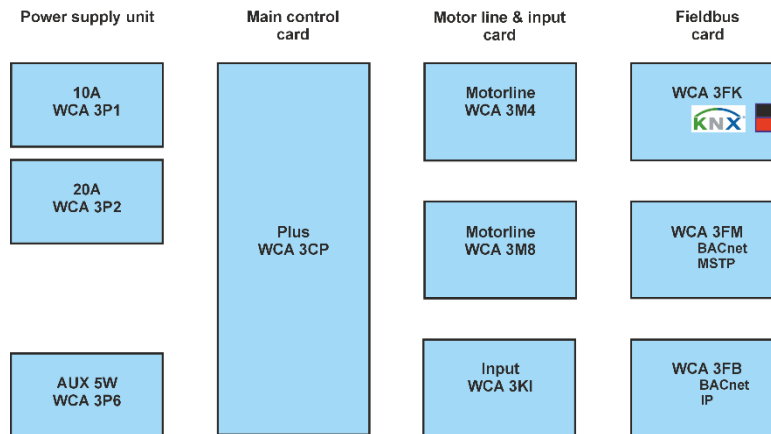 Power supply unit
Main control
card
Motor line & input
card
Fieldbus
card
10A
WCA 3P1
20A
WCA 3P2
AUX 5W
WCA 3P6
Plus
WCA 3CP
Motorline
WCA 3M4
Motorline
WCA 3M8
Input
WCA 3KI
WCA 3FK
KNX
WCA 3FM
BACnet
MSTP
WCA 3FB
BACnet
IP